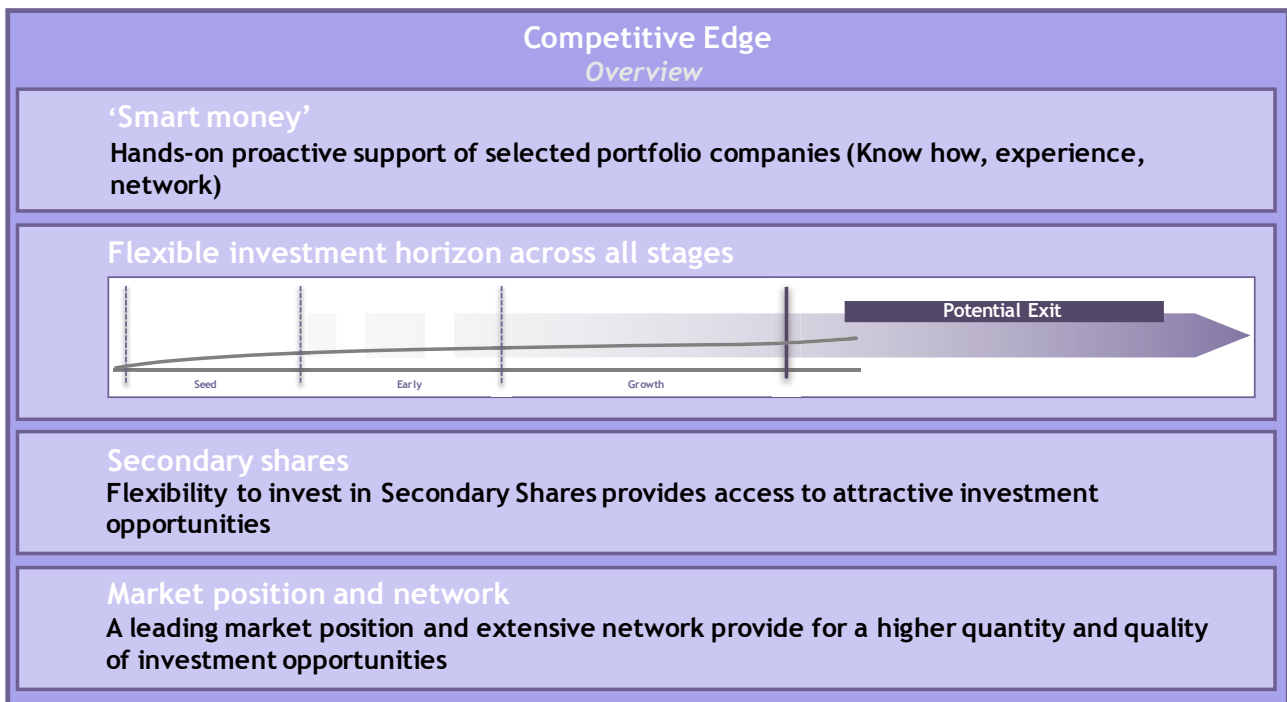 Competitive Edge
Overview
‘Smart money’
Hands-on proactive support of selected portfolio companies (Know how, experience,
network)
Flexible investment horizon across all stages
Potential Exit
Seed
Early
Growth
Secondary shares
Flexibility to invest in Secondary Shares provides access to attractive investment
opportunities
Market position and network
A leading market position and extensive network provide for a higher quantity and quality
of investment opportunities